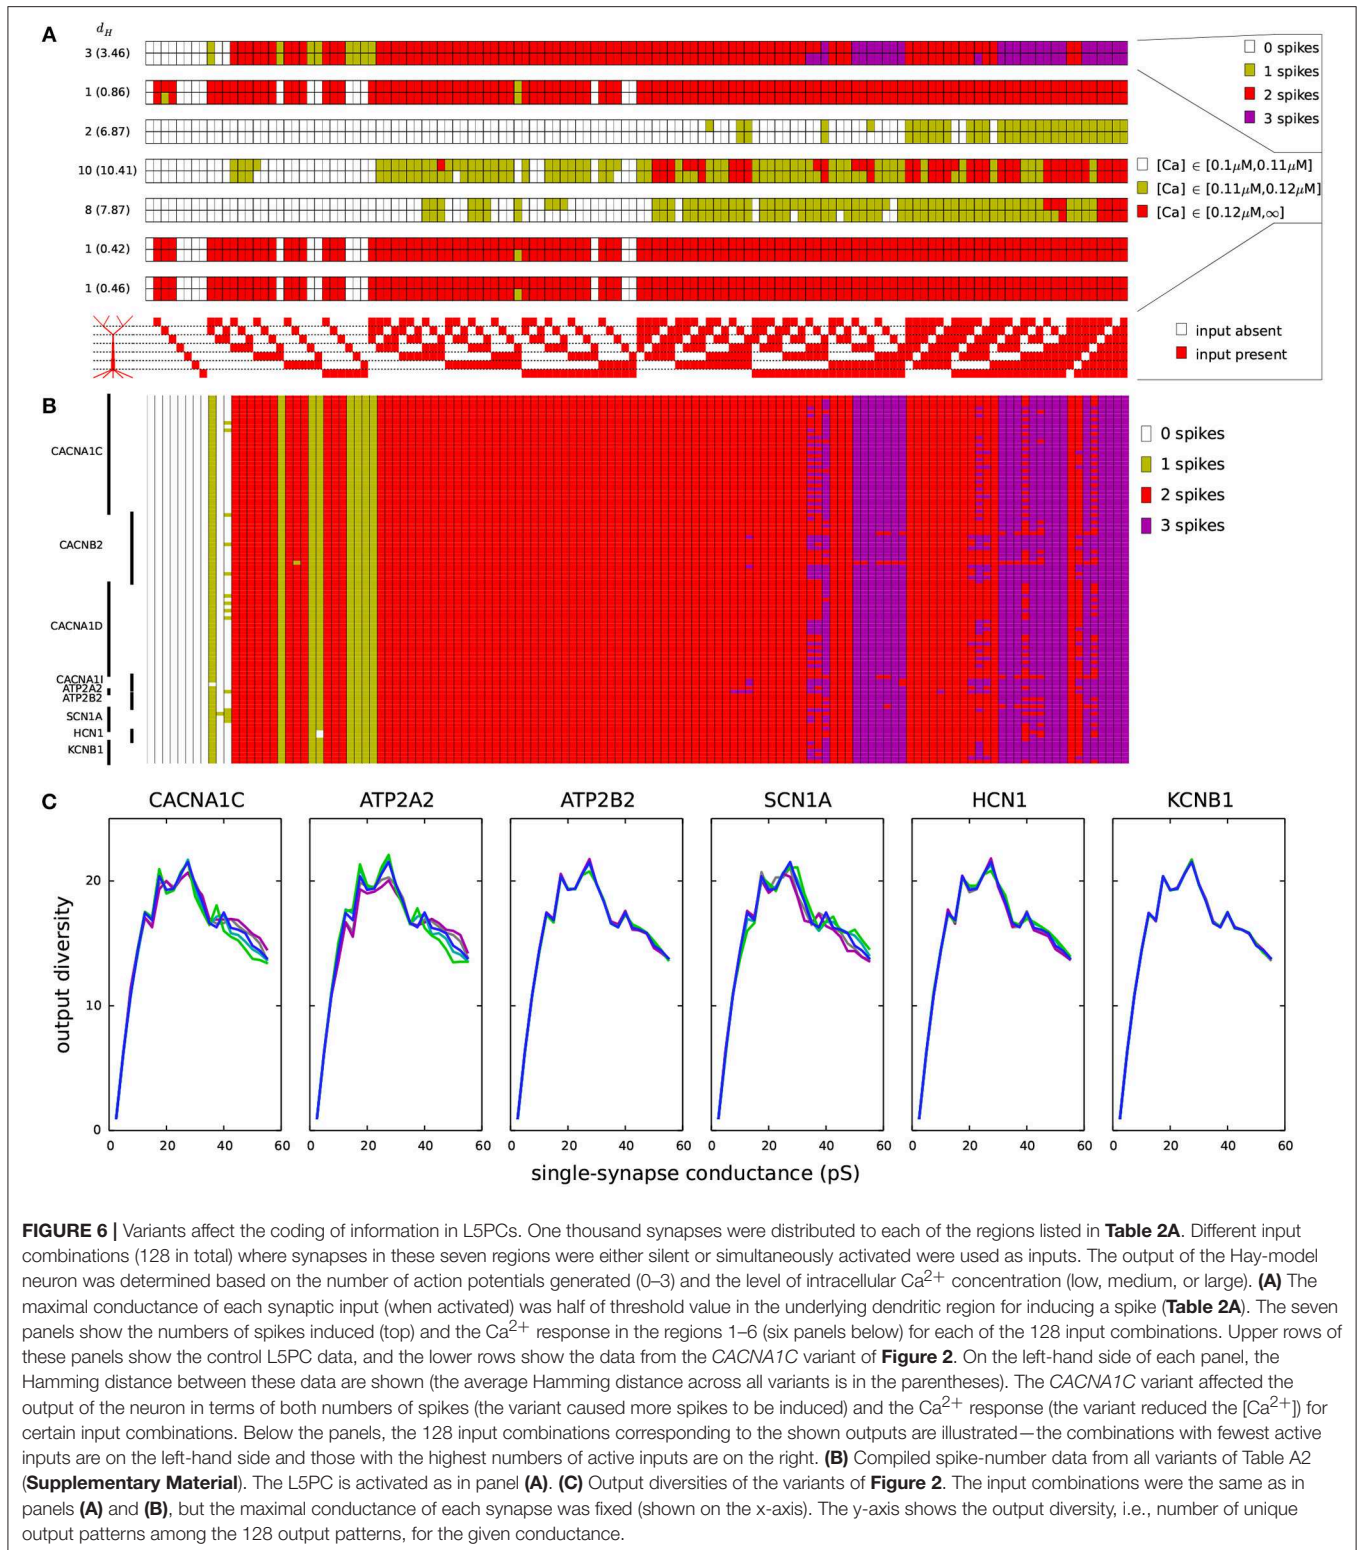 A
d_H
3 (3.46)
1 (0.86)
2 (6.87)
10 (10.41)
8 (7.87)
1 (0.42)
1 (0.46)
0 spikes
1 spikes
2 spikes
3 spikes
[Ca] ∈ [0.1μM,0.11μM]
[Ca] ∈ [0.11μM,0.12μM]
[Ca] ∈ [0.12μM,∞]
input absent
input present
B
CACNA1C
CACNB2
CACNA1D
CACNA1I
ATP2A2
ATP2B2
SCN1A
HCN1
KCNB1
0 spikes
1 spikes
2 spikes
3 spikes
C
CACNA1C ATP2A2 ATP2B2 SCN1A HCN1 KCNB1
output diversity
20
10
0
0 20 40 60 0 20 40 60 0 20 40 60 0 20 40 60 0 20 40 60 0 20 40 60
single-synapse conductance (pS)
FIGURE 6 | Variants affect the coding of information in L5PCs. One thousand synapses were distributed to each of the regions listed in Table 2A. Different input
combinations (128 in total) where synapses in these seven regions were either silent or simultaneously activated were used as inputs. The output of the Hay-model
neuron was determined based on the number of action potentials generated (0–3) and the level of intracellular Ca²⁺ concentration (low, medium, or large). (A) The
maximal conductance of each synaptic input (when activated) was half of threshold value in the underlying dendritic region for inducing a spike (Table 2A). The seven
panels show the numbers of spikes induced (top) and the Ca²⁺ response in the regions 1–6 (six panels below) for each of the 128 input combinations. Upper rows of
these panels show the control L5PC data, and the lower rows show the data from the CACNA1C variant of Figure 2. On the left-hand side of each panel, the
Hamming distance between these data are shown (the average Hamming distance across all variants is in the parentheses). The CACNA1C variant affected the
output of the neuron in terms of both numbers of spikes (the variant caused more spikes to be induced) and the Ca²⁺ response (the variant reduced the [Ca²⁺]) for
certain input combinations. Below the panels, the 128 input combinations corresponding to the shown outputs are illustrated—the combinations with fewest active
inputs are on the left-hand side and those with the highest numbers of active inputs are on the right. (B) Compiled spike-number data from all variants of Table A2
(Supplementary Material). The L5PC is activated as in panel (A). (C) Output diversities of the variants of Figure 2. The input combinations were the same as in
panels (A) and (B), but the maximal conductance of each synapse was fixed (shown on the x-axis). The y-axis shows the output diversity, i.e., number of unique
output patterns among the 128 output patterns, for the given conductance.